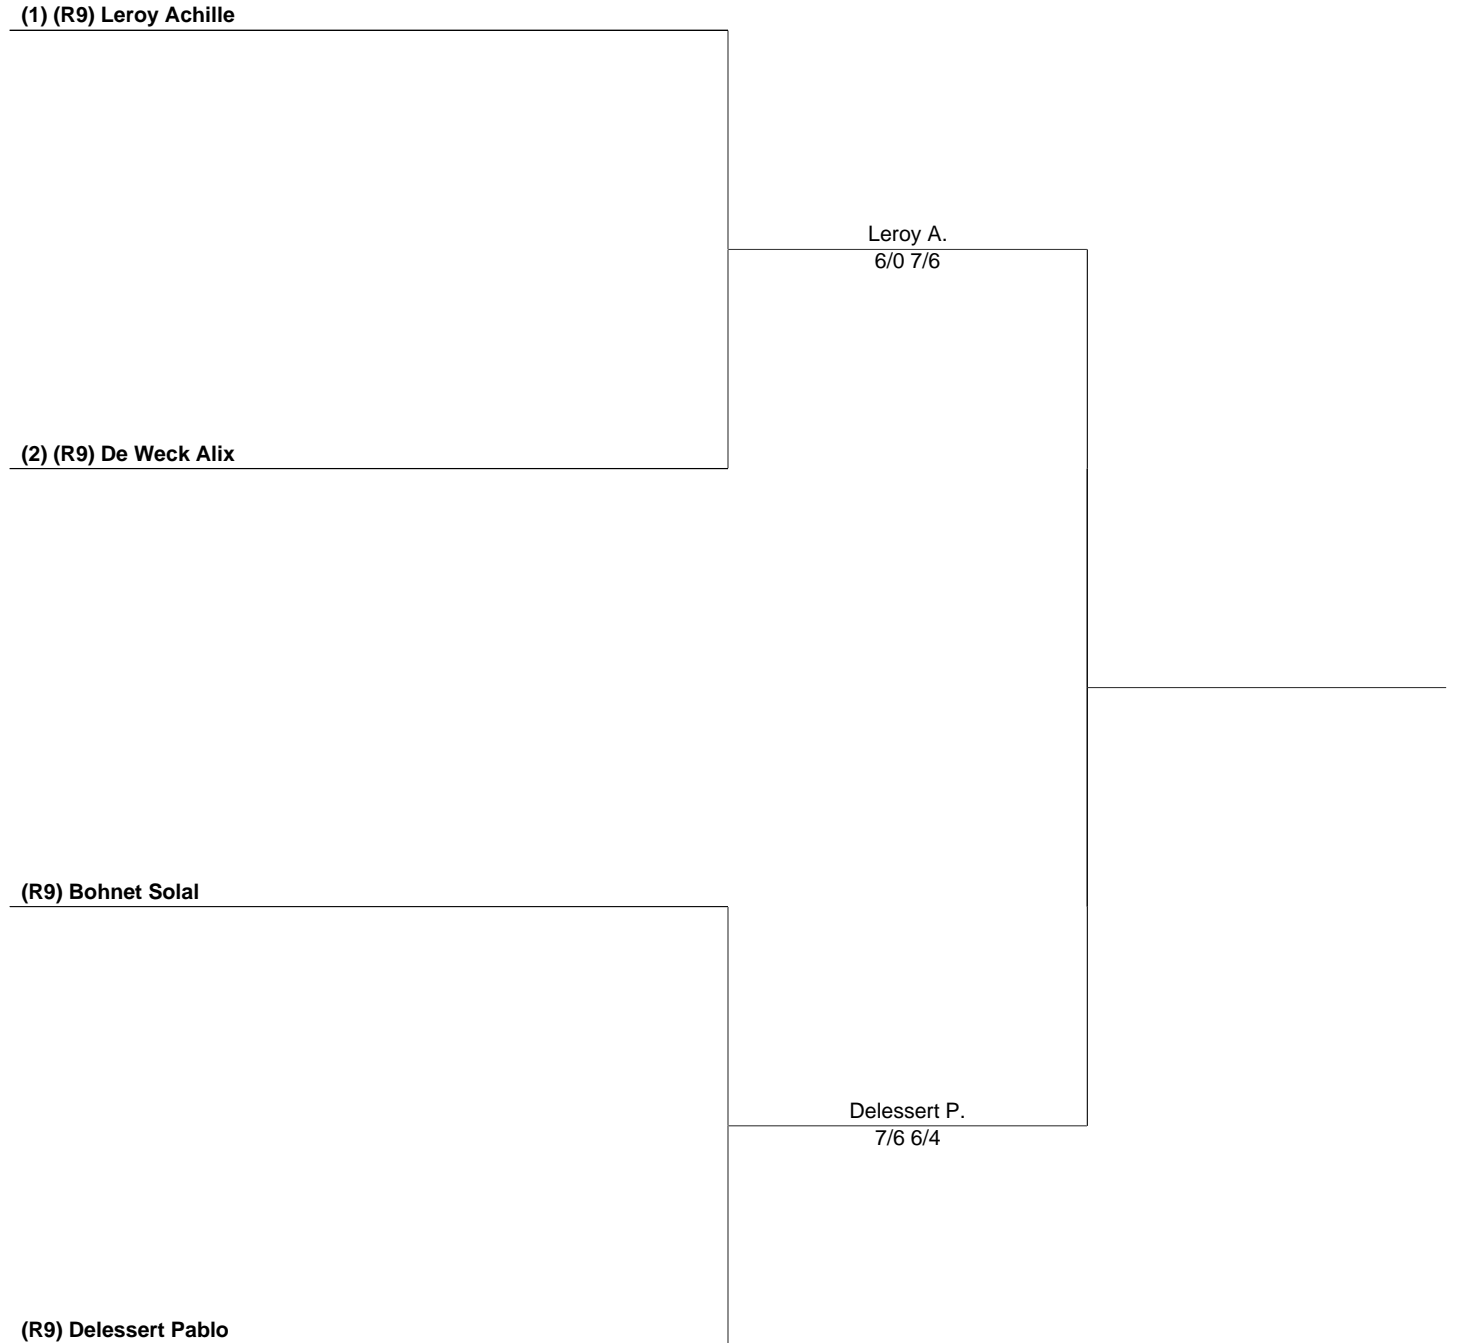 (1) (R9) Leroy Achille
Leroy A.
6/0 7/6
(2) (R9) De Weck Alix
(R9) Bohnet Solal
Delessert P.
7/6 6/4
(R9) Delessert Pablo